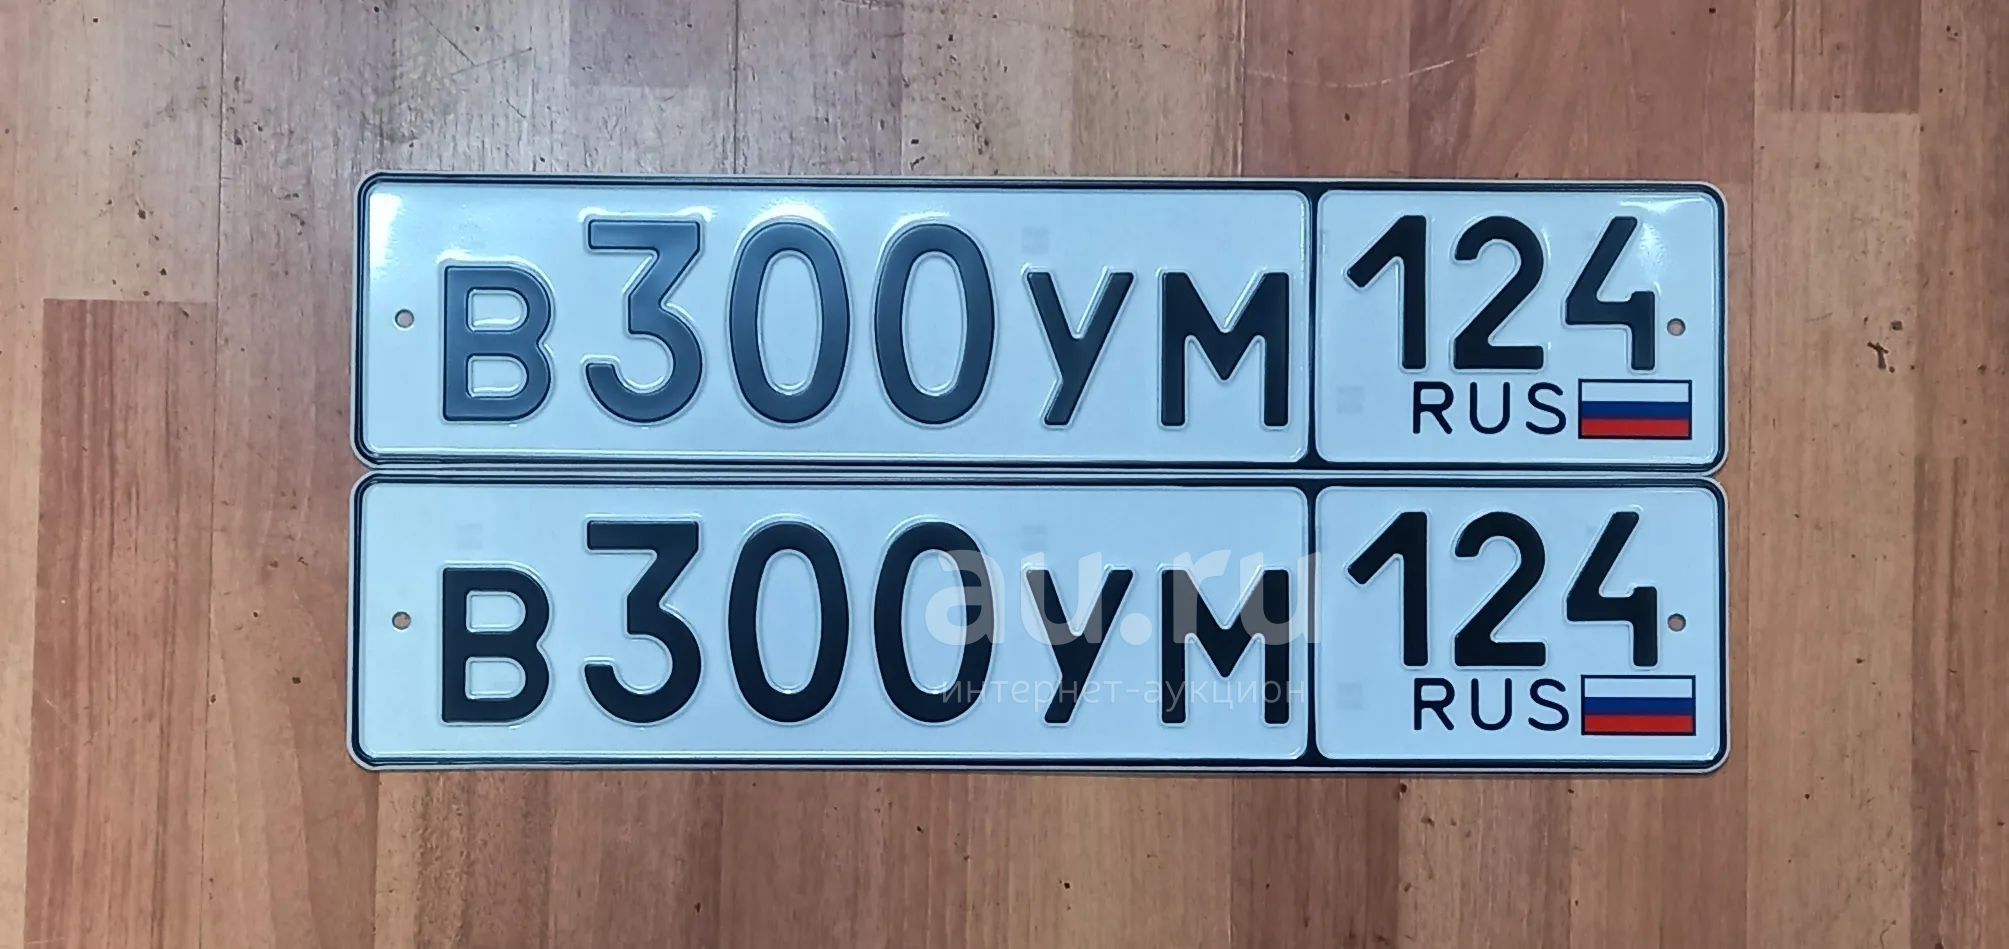 В300УМ 124
RUS
В300УМ 124
RUS
au.ru
интернет-аукцион